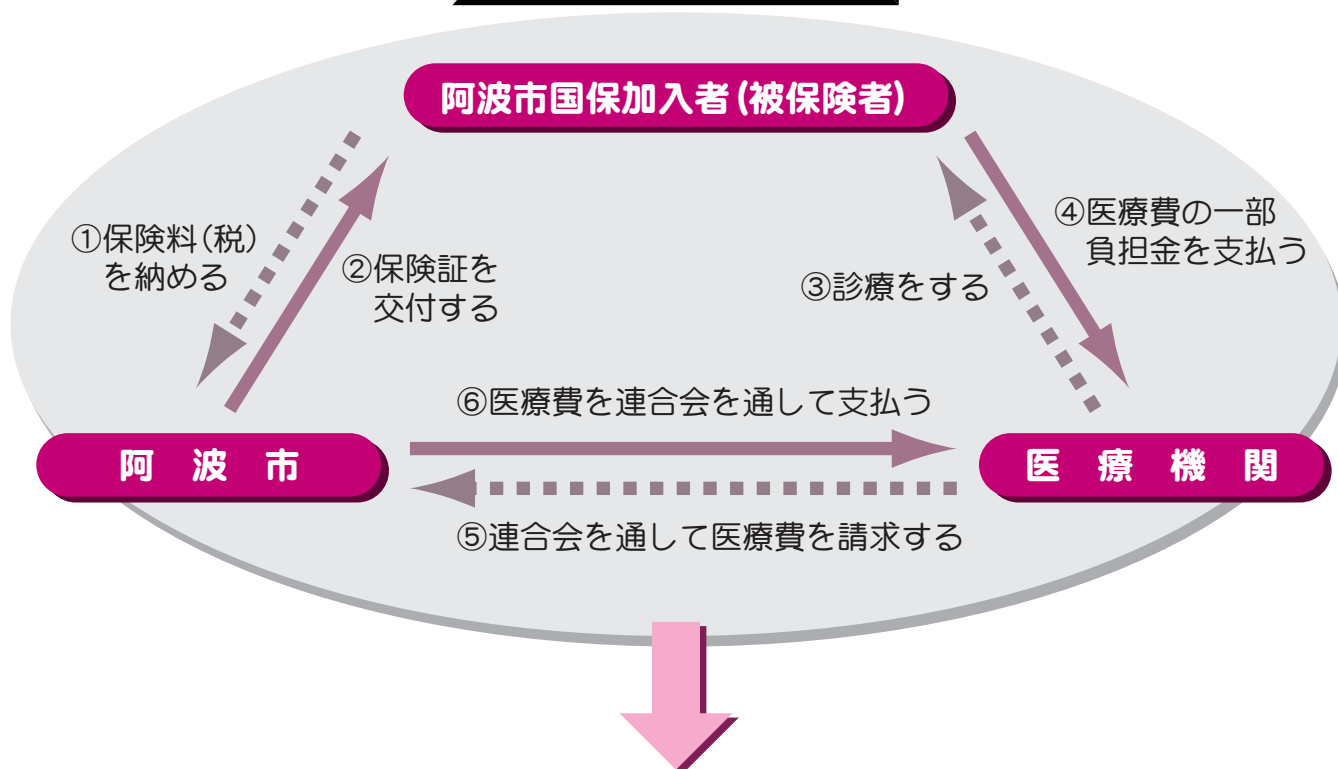 阿波市国保加入者(被保険者)
①保険料(税)
を納める
②保険証を
交付する
③診療をする
④医療費の一部
負担金を支払う
⑥医療費を連合会を通して支払う
阿波市
医療機関
⑤連合会を通して医療費を請求する